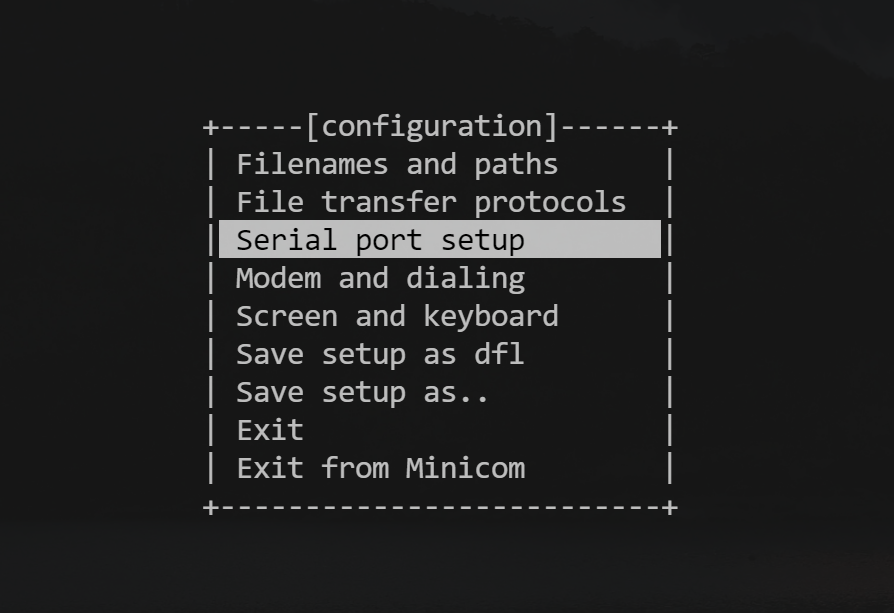 +-----[configuration]------+
| Filenames and paths      |
| File transfer protocols  |
| Serial port setup        |
| Modem and dialing        |
| Screen and keyboard      |
| Save setup as dfl        |
| Save setup as..          |
| Exit                     |
| Exit from Minicom        |
+--------------------------+